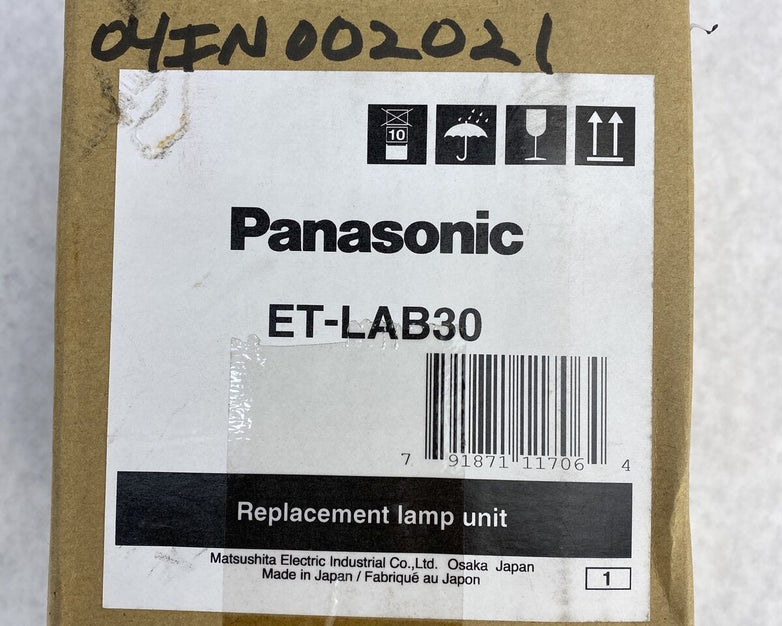 04IN002021
10
Panasonic
ET-LAB30
7 91871 11706 4
Replacement lamp unit
Matsushita Electric Industrial Co.,Ltd. Osaka Japan
Made in Japan / Fabriqué au Japon
1